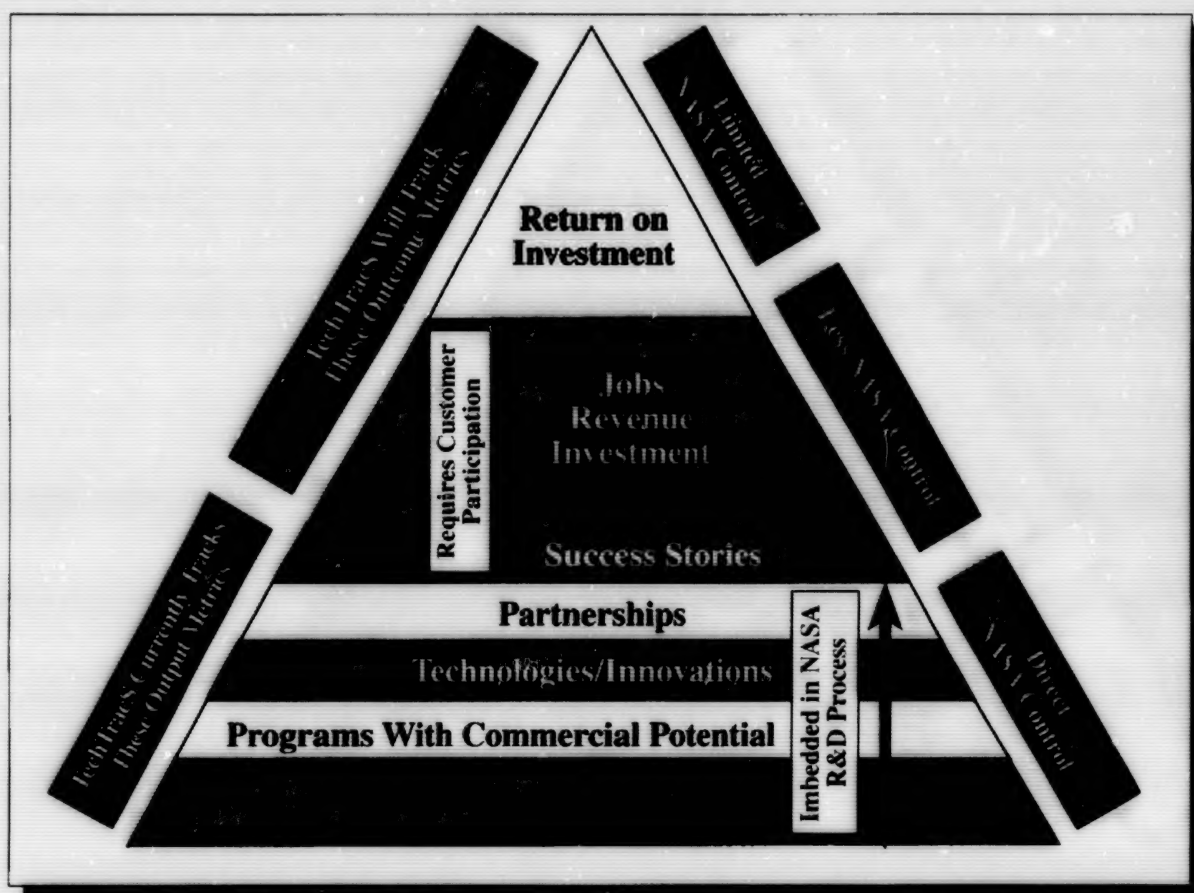 TechTracS Will Track
These Outcome Metrics
Limited
NASA Control
Return on
Investment
Requires Customer
Participation
Jobs
Revenue
Investment
Less NASA Control
Success Stories
TechTracS Currently Tracks
These Output Metrics
Partnerships
Technologies/Innovations
Programs With Commercial Potential
Imbedded in NASA
R&D Process
Direct
NASA Control